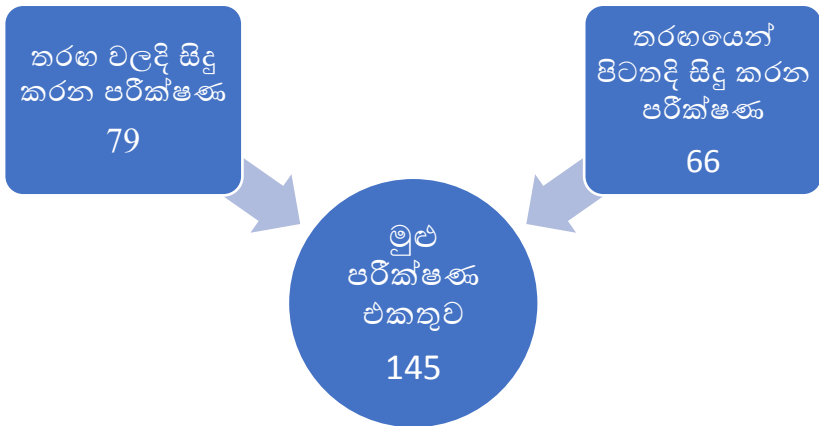 තරඟ වලදි සිදු
කරන පරීක්ෂණ
79
තරඟයෙන්
පිටතදි සිදු කරන
පරීක්ෂණ
66
මුළු
පරීක්ෂණ
එකතුව
145